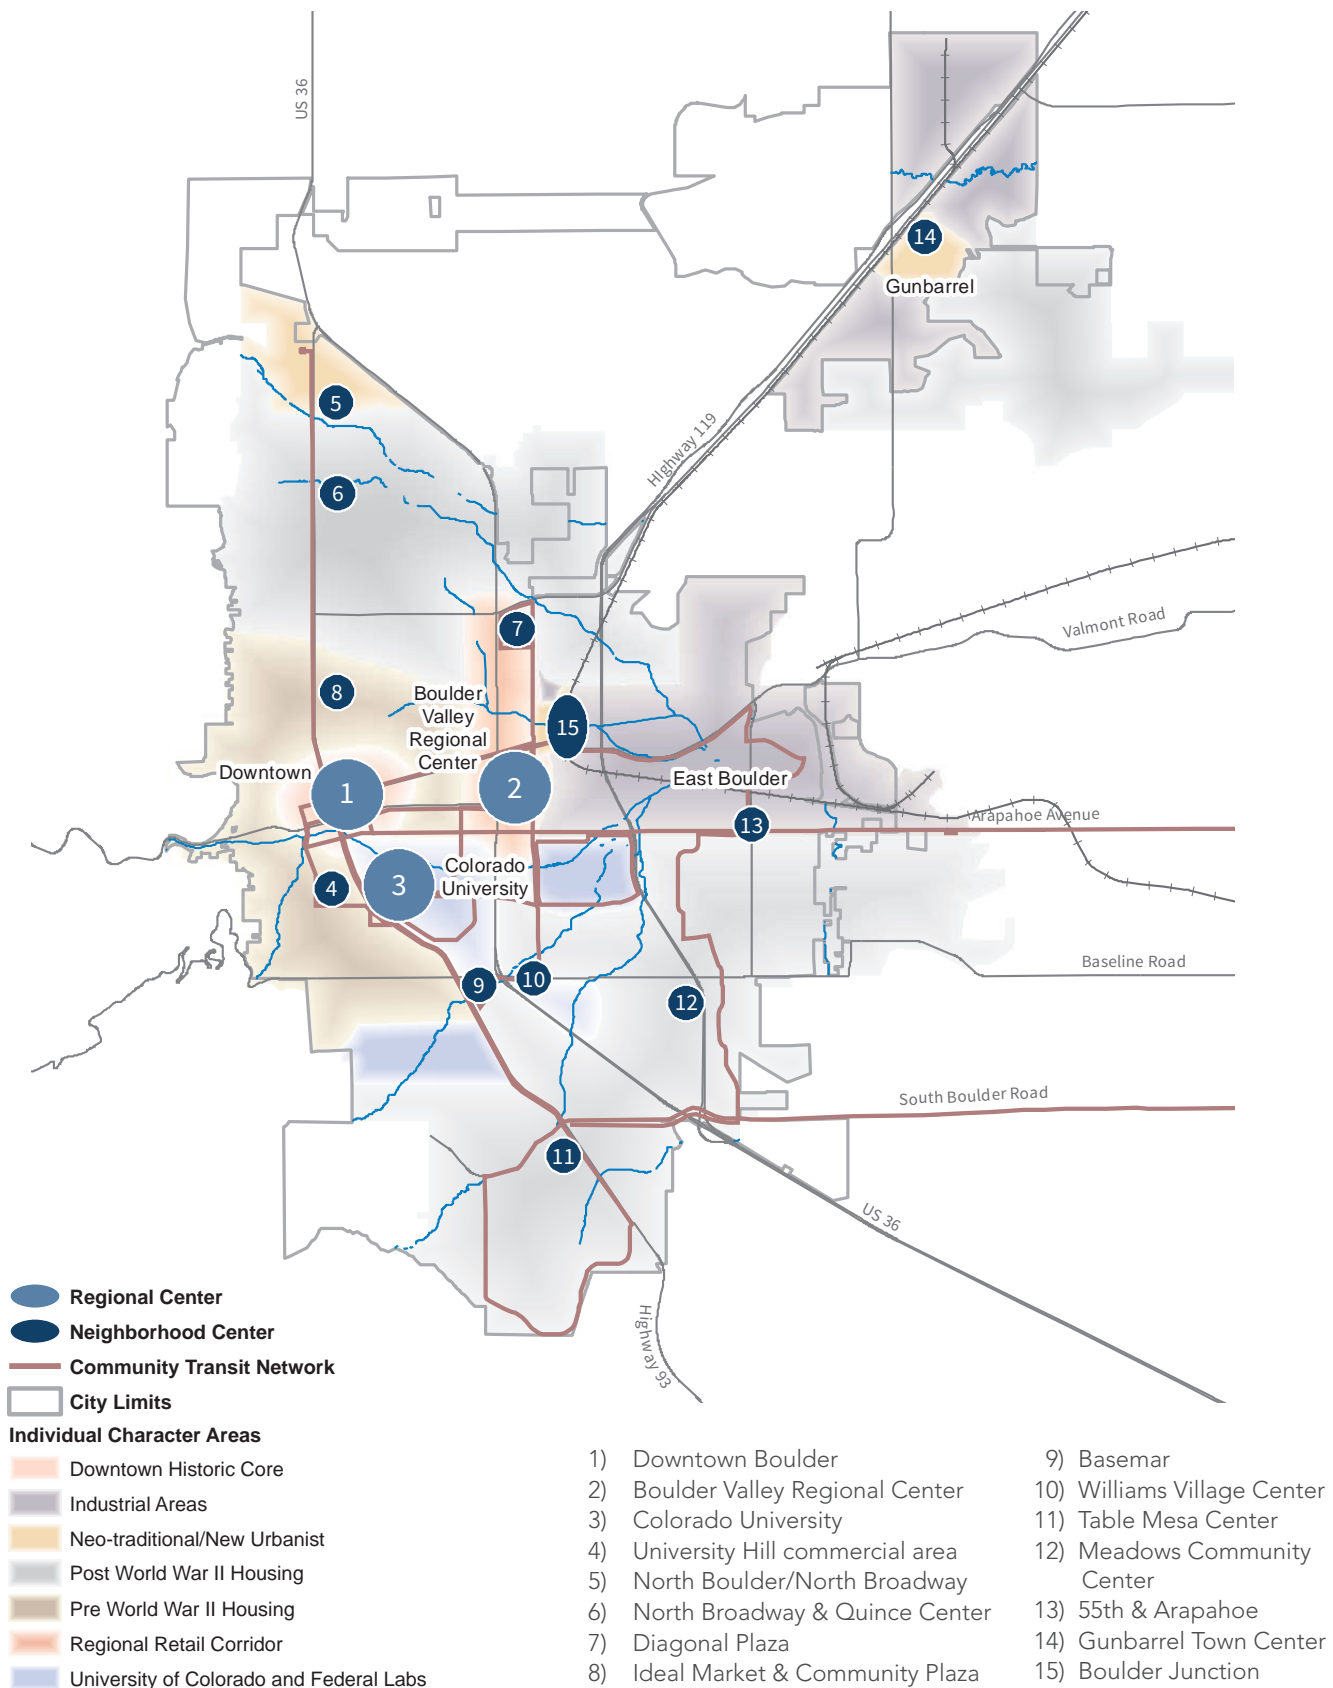 US 36
14
Gunbarrel
5
Highway 119
6
7
Valmont Road
8
Boulder
Valley
Regional
Center
15
Downtown
1
2
East Boulder
13
Arapahoe Avenue
Colorado
University
3
4
Baseline Road
9
10
12
South Boulder Road
11
US 36
Highway 93
Regional Center
Neighborhood Center
Community Transit Network
City Limits
Individual Character Areas
Downtown Historic Core
Industrial Areas
Neo-traditional/New Urbanist
Post World War II Housing
Pre World War II Housing
Regional Retail Corridor
University of Colorado and Federal Labs
1) Downtown Boulder
2) Boulder Valley Regional Center
3) Colorado University
4) University Hill commercial area
5) North Boulder/North Broadway
6) North Broadway & Quince Center
7) Diagonal Plaza
8) Ideal Market & Community Plaza
9) Basemar
10) Williams Village Center
11) Table Mesa Center
12) Meadows Community
Center
13) 55th & Arapahoe
14) Gunbarrel Town Center
15) Boulder Junction